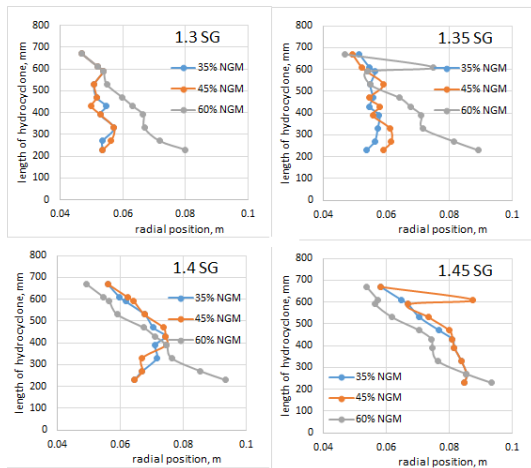 1.3 SG
length of hydrocyclone, mm
800
700
600
500
400
300
200
100
0
35% NGM
45% NGM
60% NGM
0.04 0.06 0.08 0.1
radial position, m
1.35 SG
length of hydrocyclone, mm
800
700
600
500
400
300
200
100
0
35% NGM
45% NGM
60% NGM
0.04 0.06 0.08 0.1
radial position, m
1.4 SG
length of hydrocyclone, mm
800
700
600
500
400
300
200
100
0
35% NGM
45% NGM
60% NGM
0.04 0.06 0.08 0.1
radial position, m
1.45 SG
length of hydrocyclone, mm
800
700
600
500
400
300
200
100
0
35% NGM
45% NGM
60% NGM
0.04 0.06 0.08 0.1
radial position, m